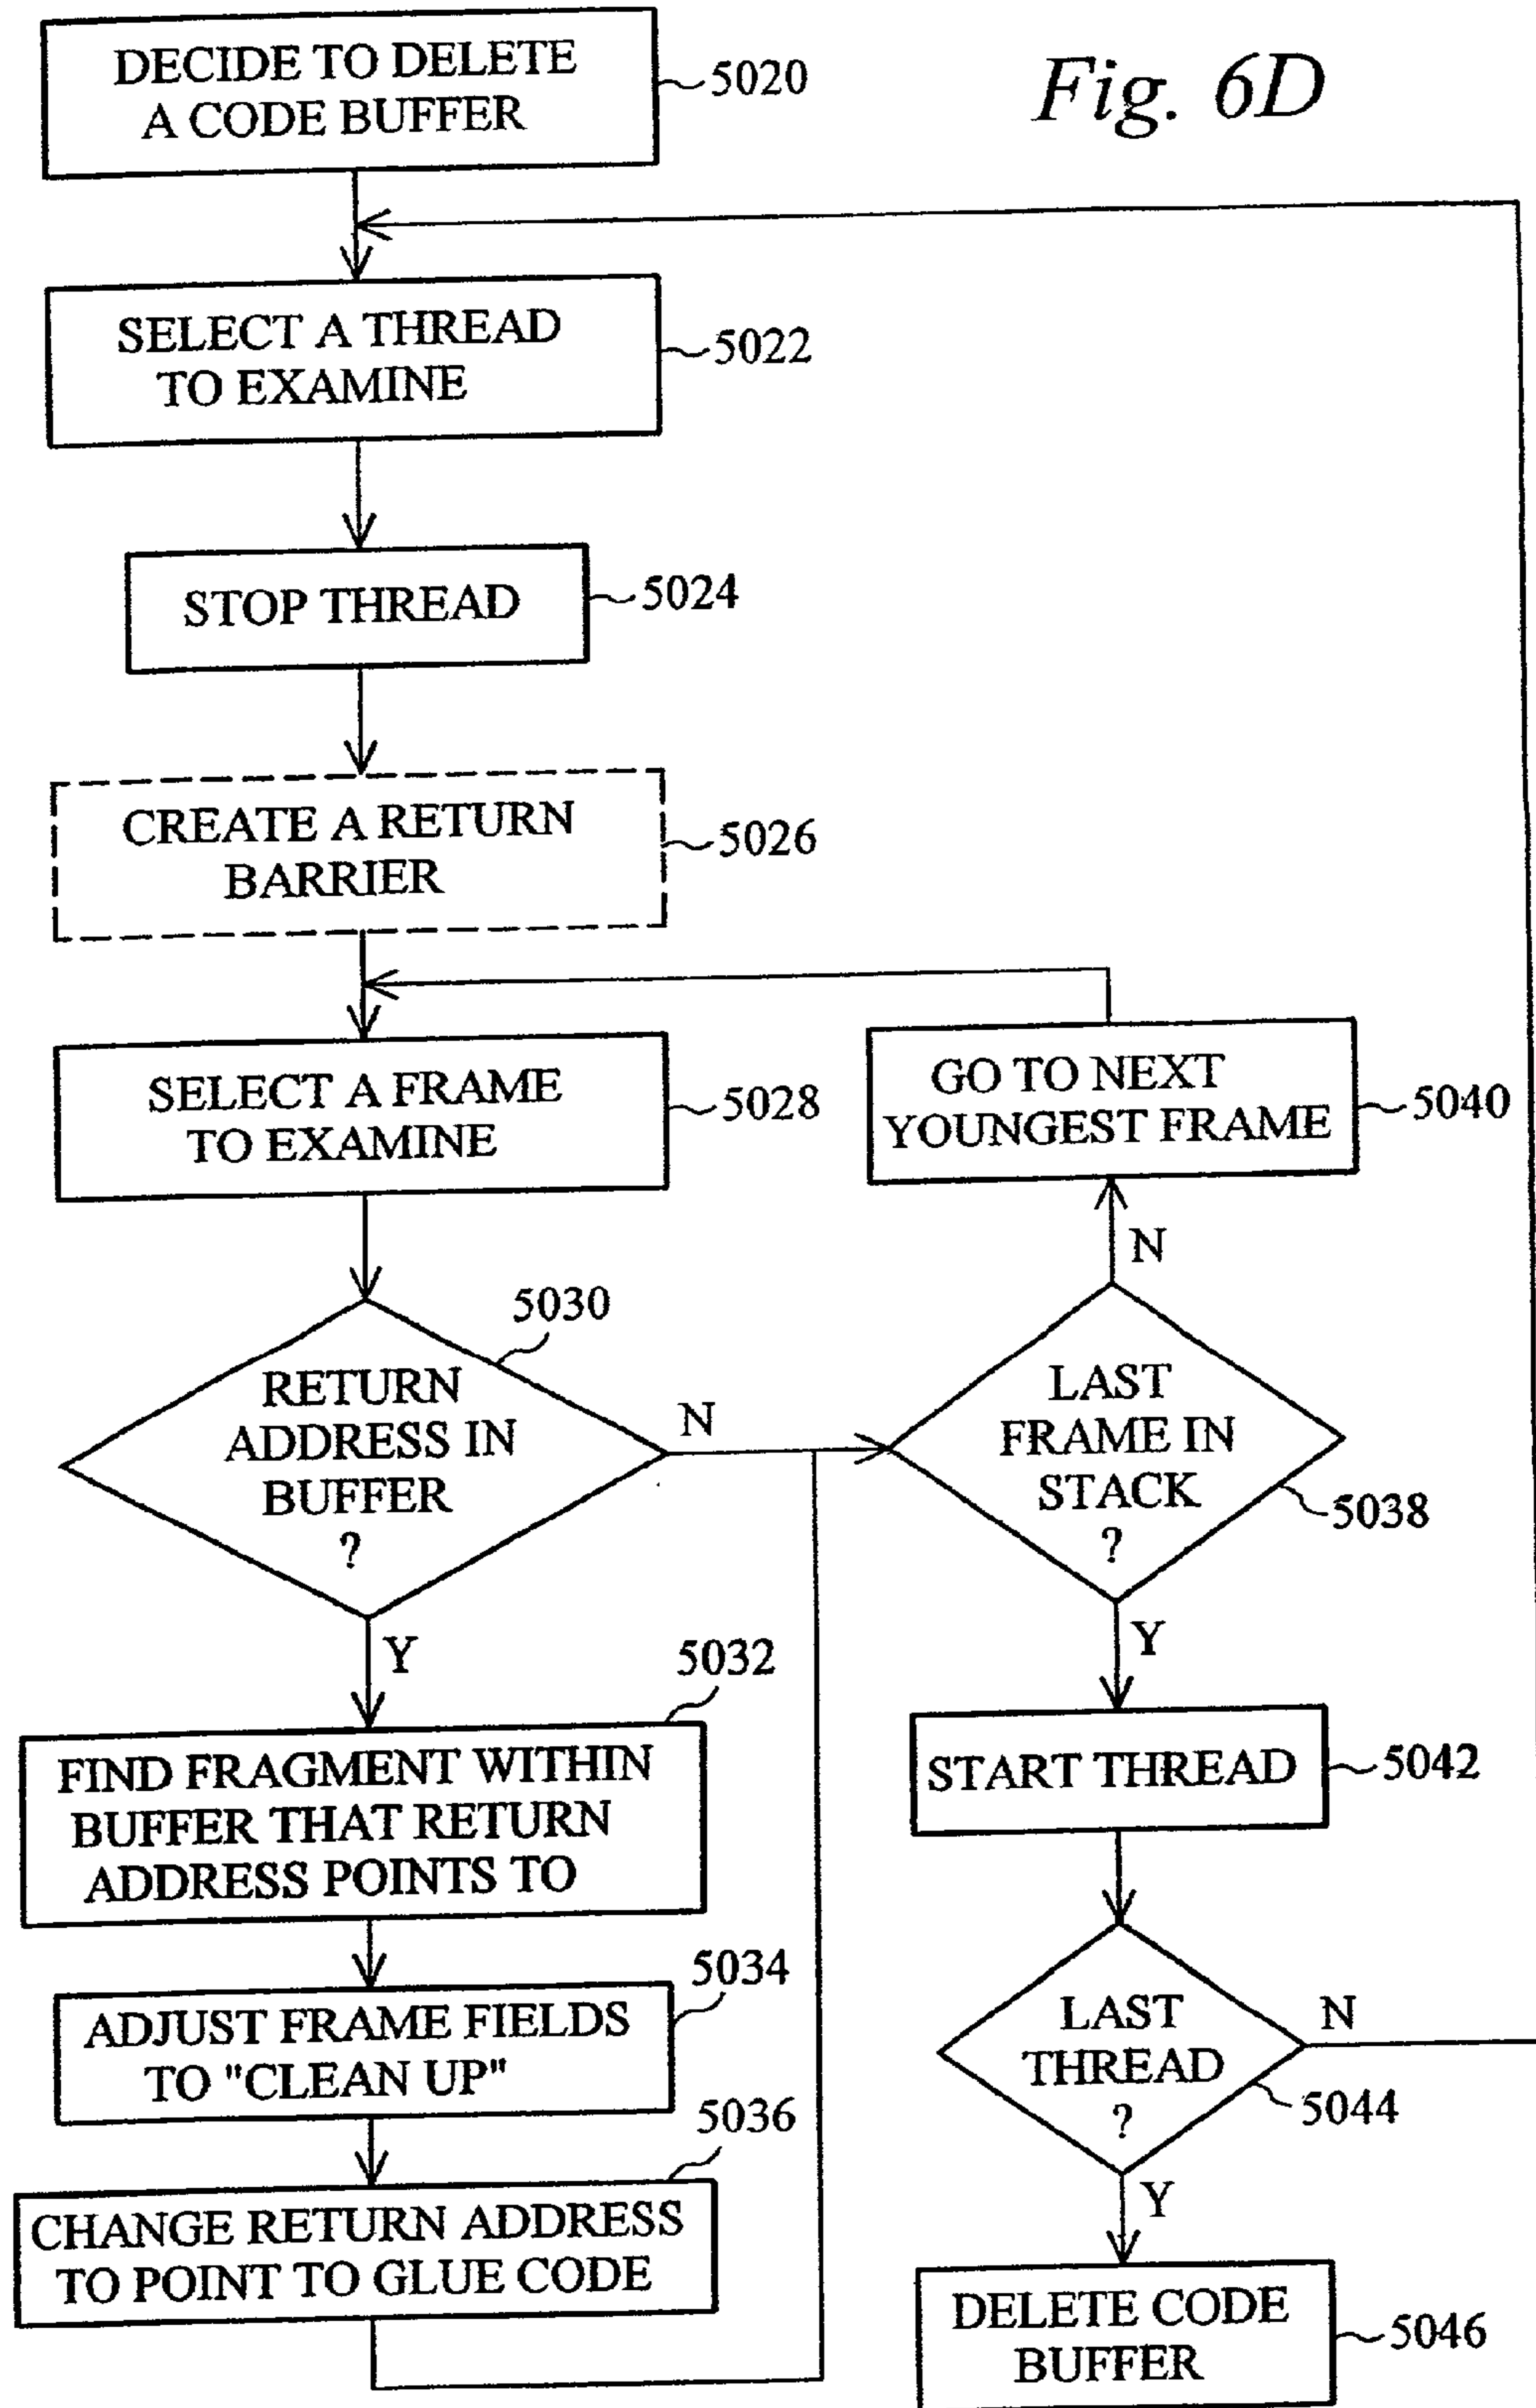 Fig. 6D
DECIDE TO DELETE
A CODE BUFFER
5020
SELECT A THREAD
TO EXAMINE
5022
STOP THREAD
5024
CREATE A RETURN
BARRIER
5026
SELECT A FRAME
TO EXAMINE
5028
GO TO NEXT
YOUNGEST FRAME
5040
N
5030
RETURN
ADDRESS IN
BUFFER
?
N
LAST
FRAME IN
STACK
?
5038
Y
Y
5032
FIND FRAGMENT WITHIN
BUFFER THAT RETURN
ADDRESS POINTS TO
START THREAD
5042
5034
ADJUST FRAME FIELDS
TO "CLEAN UP"
LAST
THREAD
?
N
5044
5036
CHANGE RETURN ADDRESS
TO POINT TO GLUE CODE
Y
DELETE CODE
BUFFER
5046